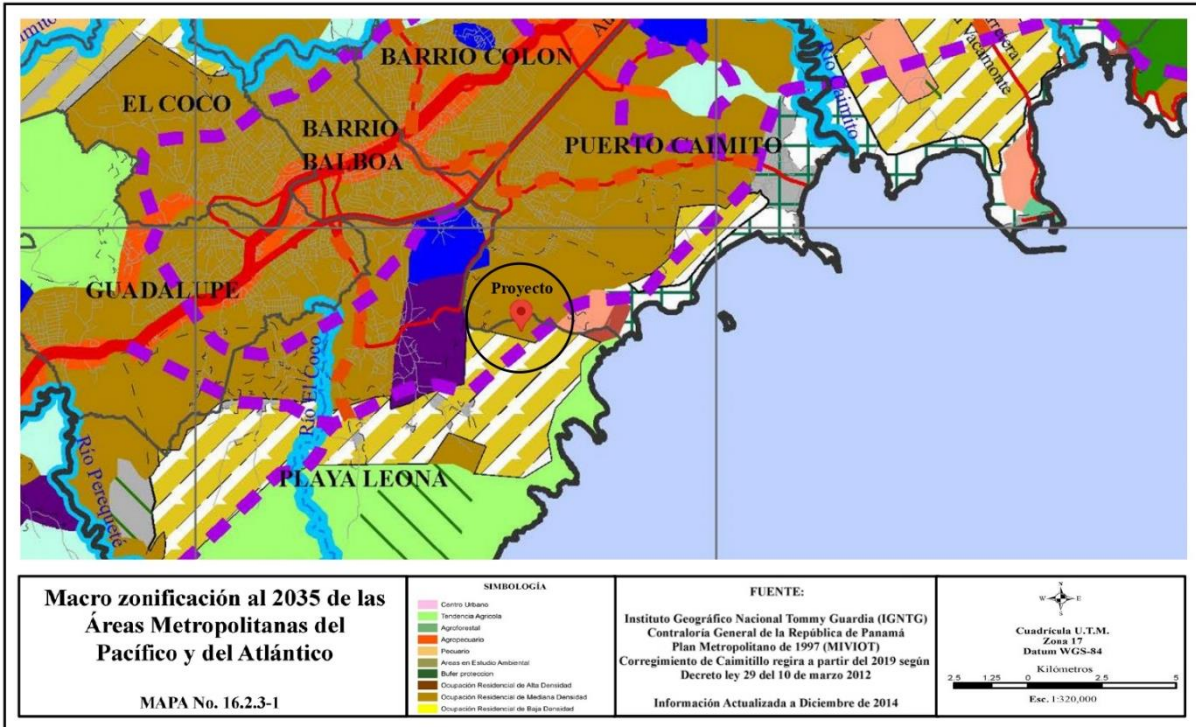 Caimito
BARRIO COLON
Río Caimito
Vacamonte
EL COCO
BARRIO
BALBOA
PUERTO CAIMITO
GUADALUPE
Proyecto
Río El Coco
Río Perequeté
PLAYA LEONA
Macro zonificación al 2035 de las
Áreas Metropolitanas del
Pacífico y del Atlántico
MAPA No. 16.2.3-1
SIMBOLOGÍA
Centro Urbano
Tendencia Agricola
Agroforestal
Agropecuario
Pecuario
Areas en Estudio Ambiental
Bufer proteccion
Ocupación Residencial de Alta Densidad
Ocupación Residencial de Mediana Densidad
Ocupación Residencial de Baja Densidad
FUENTE:
Instituto Geográfico Nacional Tommy Guardia (IGNTG)
Contraloría General de la República de Panamá
Plan Metropolitano de 1997 (MIVIOT)
Corregimiento de Caimitillo regira a partir del 2019 según
Decreto ley 29 del 10 de marzo 2012
Información Actualizada a Diciembre de 2014
N
W E
S
Cuadrícula U.T.M.
Zona 17
Datum WGS-84
Kilómetros
2.5 1.25 0 2.5 5
Esc. 1:320,000